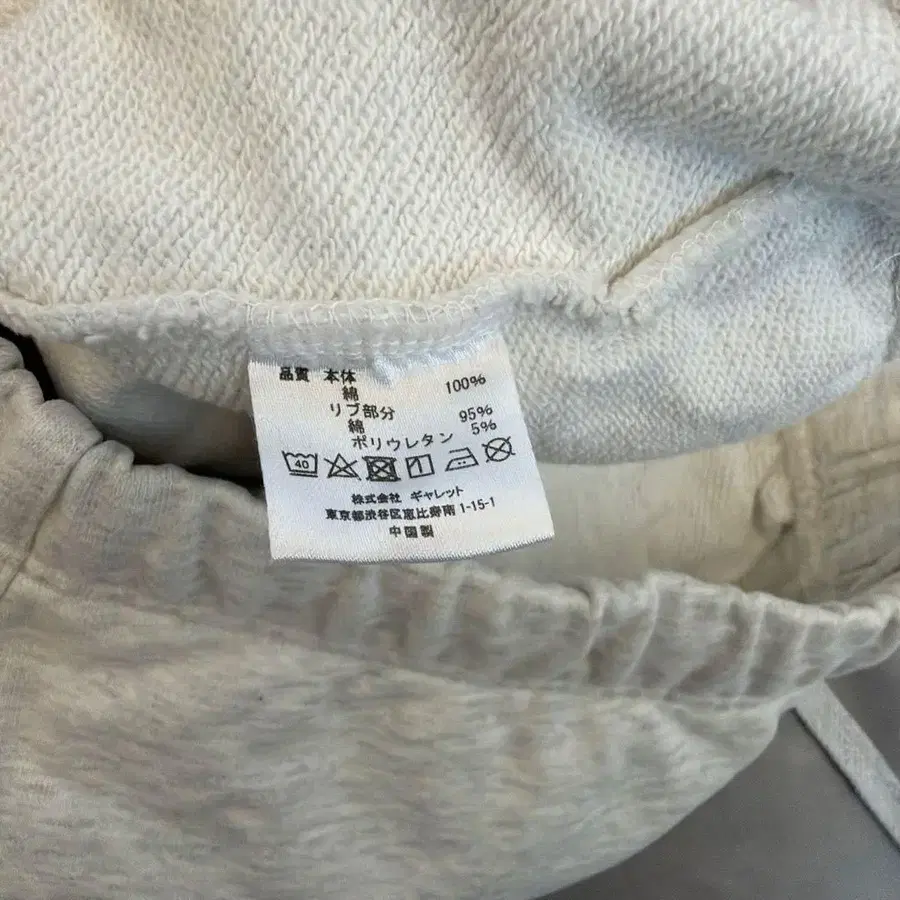 品質 本体
綿 100%
リブ部分
綿 95%
ポリウレタン 5%
40
株式会社 ギャレット
東京都渋谷区恵比寿南 1-15-1
中国製